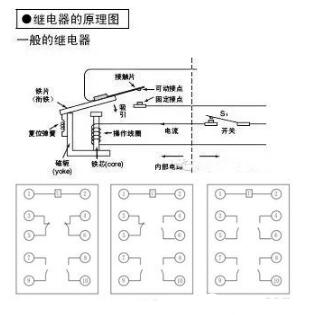 ●继电器的原理图
一般的继电器
接触片
铁片
(衔铁)
吸引
可动接点
固定接点
S₁
复位弹簧
操作线圈
电流
开关
磁轭
(yoke)
铁芯(core)
内部电
1 2 1 2 1 2
3 4 3 4 3 4
5 6 5 6 5 6
7 8 7 8 7 8
9 10 9 10 9 10